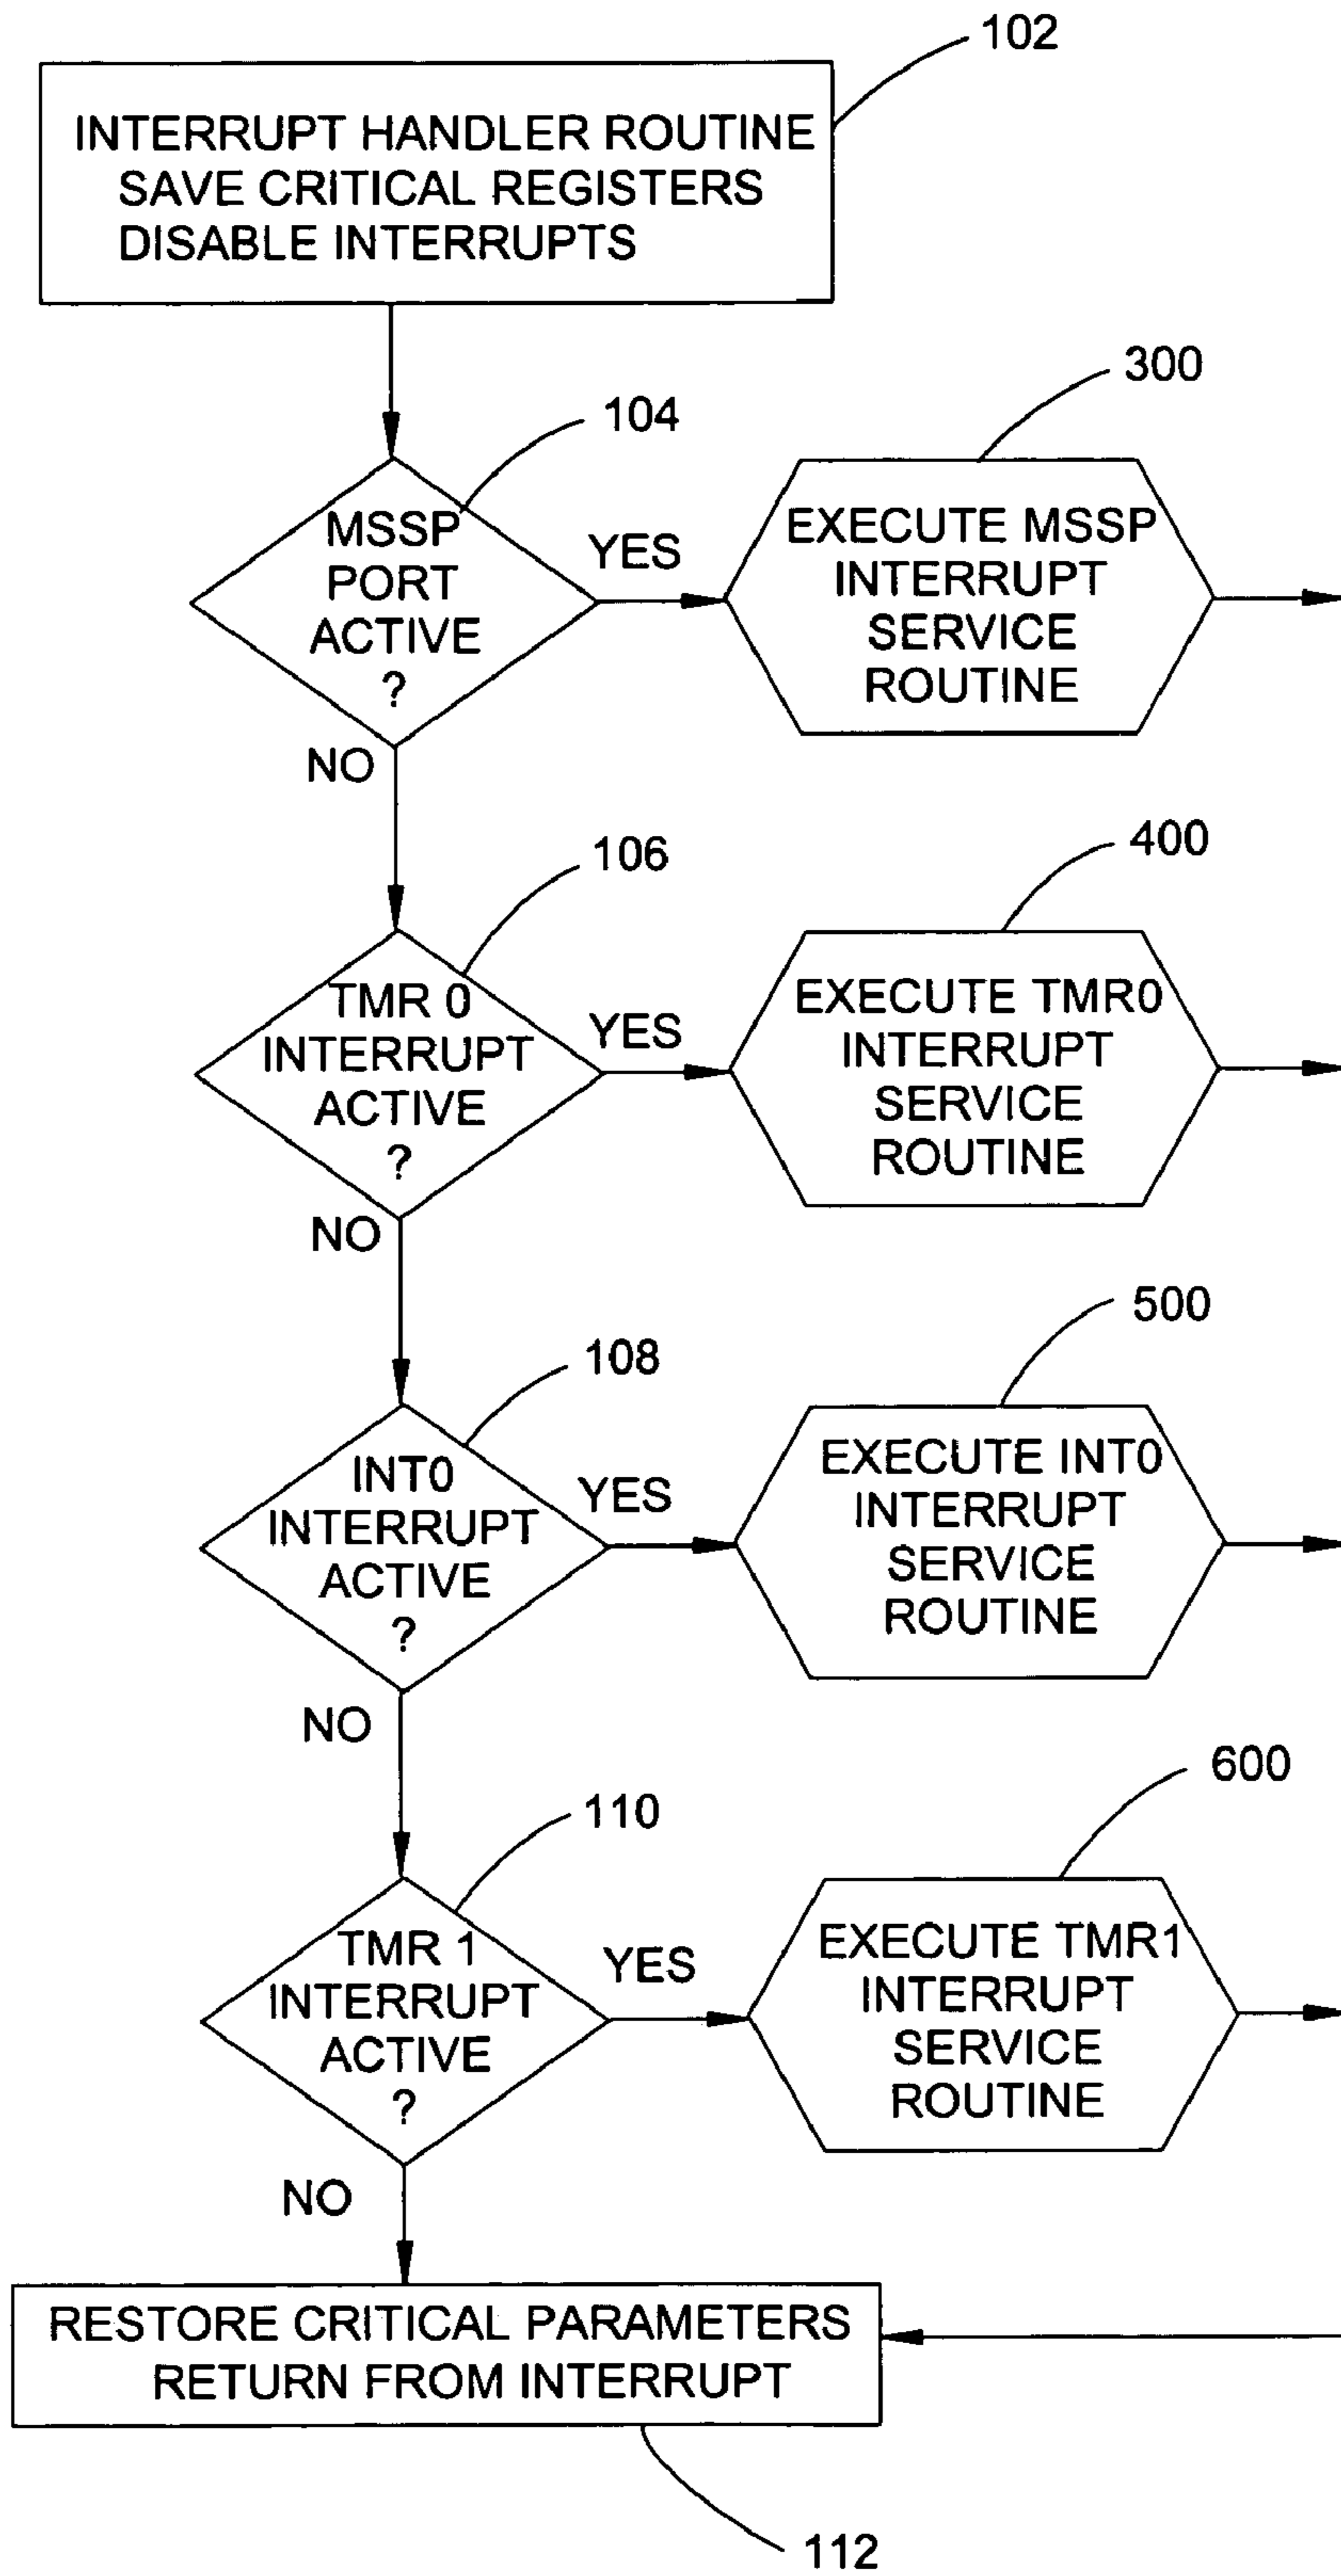 102
INTERRUPT HANDLER ROUTINE
SAVE CRITICAL REGISTERS
DISABLE INTERRUPTS
300
104
MSSP
PORT
ACTIVE
?
YES
EXECUTE MSSP
INTERRUPT
SERVICE
ROUTINE
NO
400
106
TMR 0
INTERRUPT
ACTIVE
?
YES
EXECUTE TMR0
INTERRUPT
SERVICE
ROUTINE
NO
500
108
INT0
INTERRUPT
ACTIVE
?
YES
EXECUTE INT0
INTERRUPT
SERVICE
ROUTINE
NO
600
110
TMR 1
INTERRUPT
ACTIVE
?
YES
EXECUTE TMR1
INTERRUPT
SERVICE
ROUTINE
NO
RESTORE CRITICAL PARAMETERS
RETURN FROM INTERRUPT
112